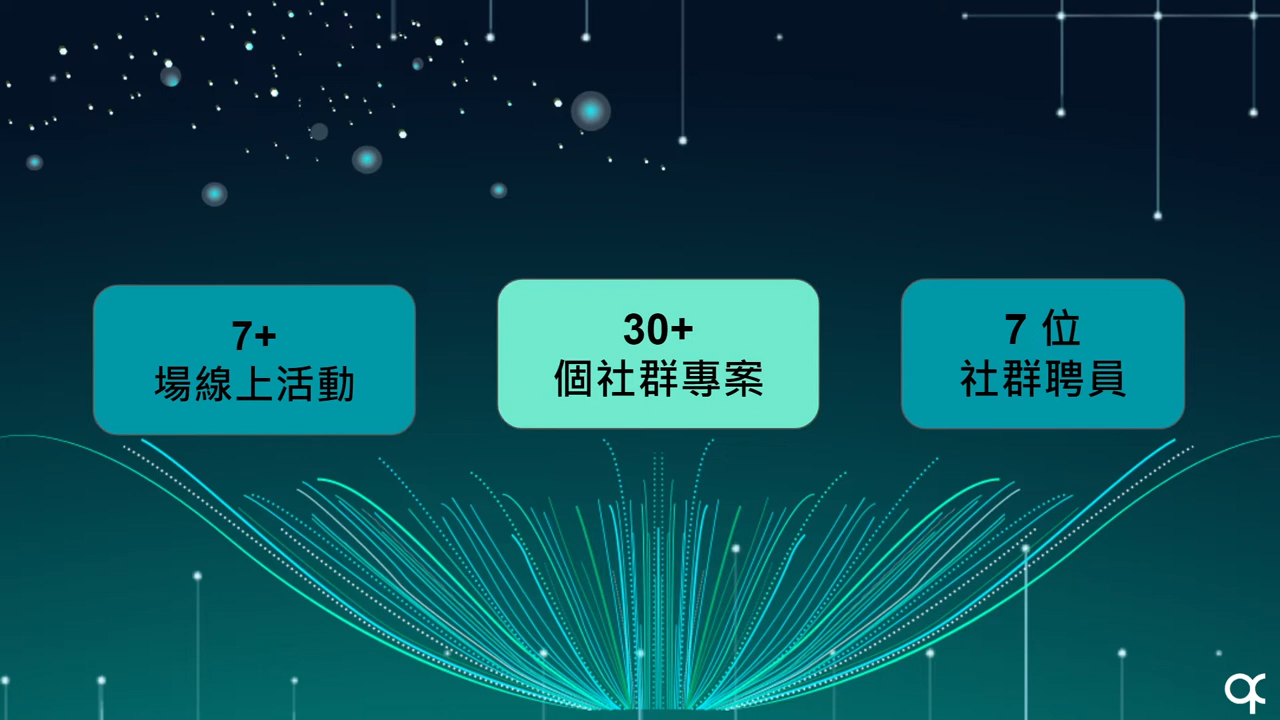 7+
場線上活動
30+
個社群專案
7 位
社群聘員